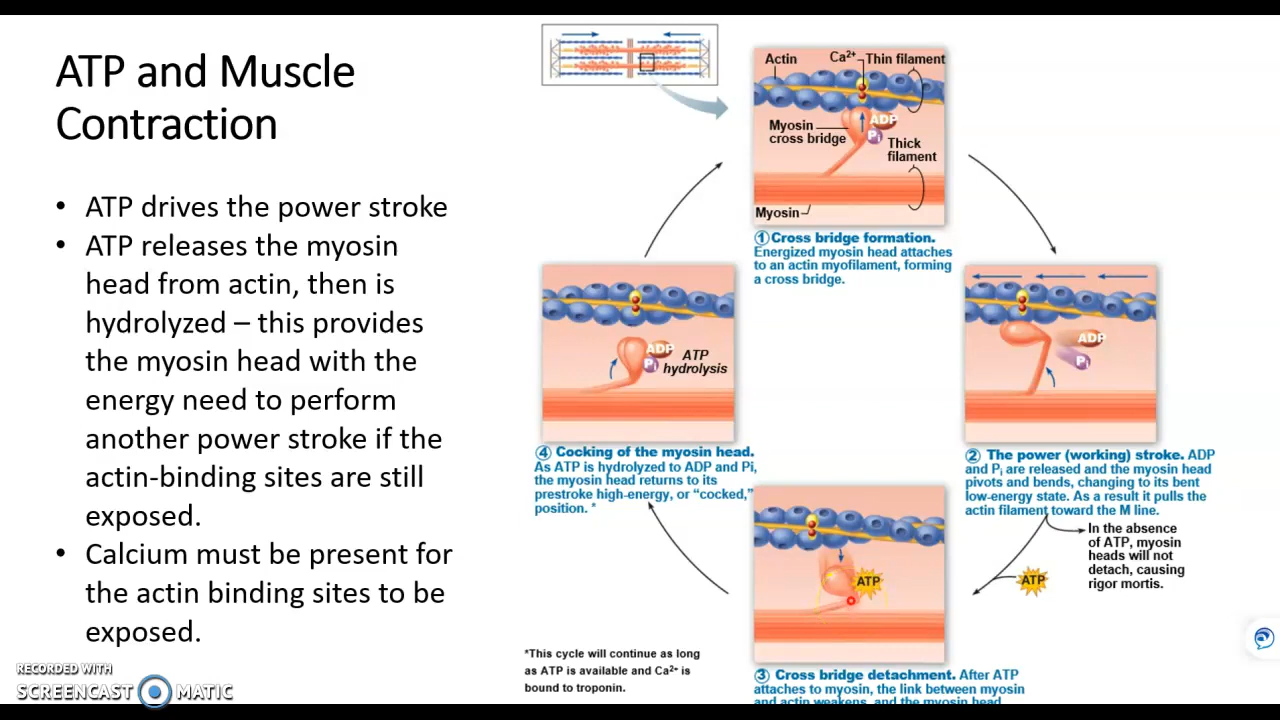 ATP and Muscle
Contraction
• ATP drives the power stroke
• ATP releases the myosin
head from actin, then is
hydrolyzed – this provides
the myosin head with the
energy need to perform
another power stroke if the
actin-binding sites are still
exposed.
• Calcium must be present for
the actin binding sites to be
exposed.
RECORDED WITH
SCREENCAST MATIC
Actin
Ca²⁺
Thin filament
ADP
Pi
Myosin
cross bridge
Thick
filament
Myosin
① Cross bridge formation.
Energized myosin head attaches
to an actin myofilament, forming
a cross bridge.
ADP
Pi
② The power (working) stroke. ADP
and Pi are released and the myosin head
pivots and bends, changing to its bent
low-energy state. As a result it pulls the
actin filament toward the M line.
In the absence
of ATP, myosin
heads will not
detach, causing
rigor mortis.
ATP
ATP
③ Cross bridge detachment. After ATP
attaches to myosin, the link between myosin
and actin weakens, and the myosin head
ADP
Pi
ATP
hydrolysis
④ Cocking of the myosin head.
As ATP is hydrolyzed to ADP and Pi,
the myosin head returns to its
prestroke high-energy, or “cocked,”
position. *
*This cycle will continue as long
as ATP is available and Ca²⁺ is
bound to troponin.